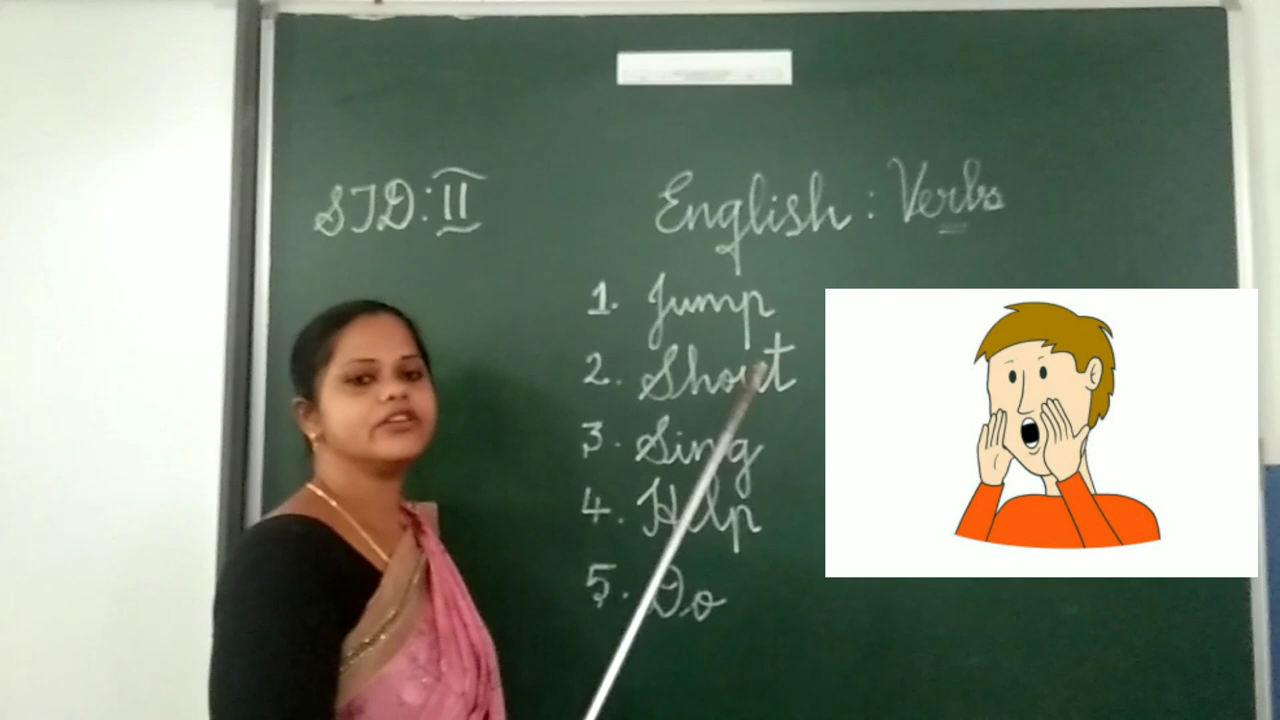 STD: II
English: Verbs
1. Jump
2. Shout
3. Sing
4. Help
5. Do